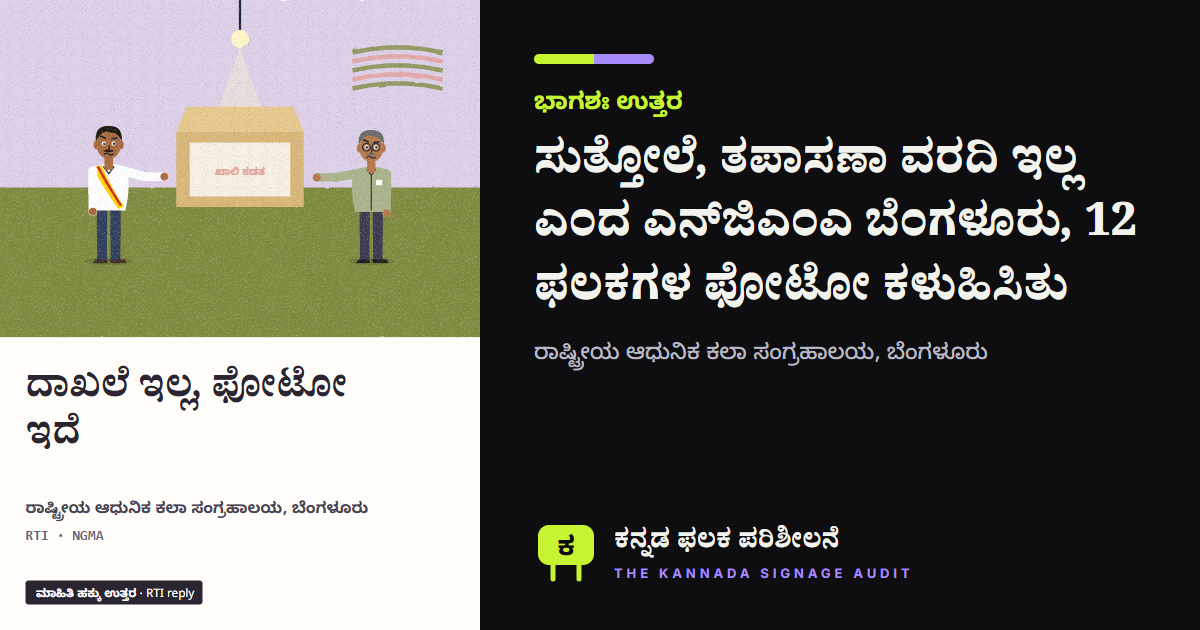 ಖಾಲಿ ಕಡತ
ದಾಖಲೆ ಇಲ್ಲ, ಫೋಟೋ
ಇದೆ
ರಾಷ್ಟ್ರೀಯ ಆಧುನಿಕ ಕಲಾ ಸಂಗ್ರಹಾಲಯ, ಬೆಂಗಳೂರು
RTI · NGMA
ಮಾಹಿತಿ ಹಕ್ಕು ಉತ್ತರ · RTI reply
ಭಾಗಶಃ ಉತ್ತರ
ಸುತ್ತೋಲೆ, ತಪಾಸಣಾ ವರದಿ ಇಲ್ಲ
ಎಂದ ಎನ್‌ಜಿಎಂಎ ಬೆಂಗಳೂರು, 12
ಫಲಕಗಳ ಫೋಟೋ ಕಳುಹಿಸಿತು
ರಾಷ್ಟ್ರೀಯ ಆಧುನಿಕ ಕಲಾ ಸಂಗ್ರಹಾಲಯ, ಬೆಂಗಳೂರು
ಕ
ಕನ್ನಡ ಫಲಕ ಪರಿಶೀಲನೆ
THE KANNADA SIGNAGE AUDIT